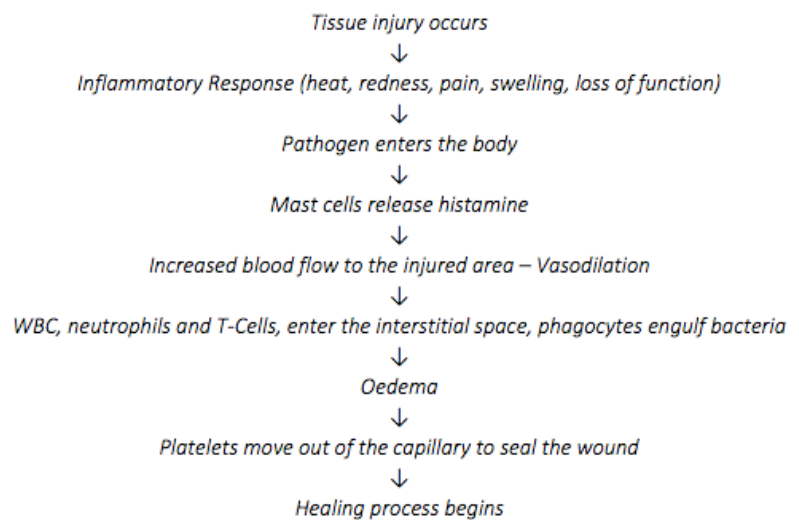 Tissue injury occurs
↓
Inflammatory Response (heat, redness, pain, swelling, loss of function)
↓
Pathogen enters the body
↓
Mast cells release histamine
↓
Increased blood flow to the injured area – Vasodilation
↓
WBC, neutrophils and T-Cells, enter the interstitial space, phagocytes engulf bacteria
↓
Oedema
↓
Platelets move out of the capillary to seal the wound
↓
Healing process begins